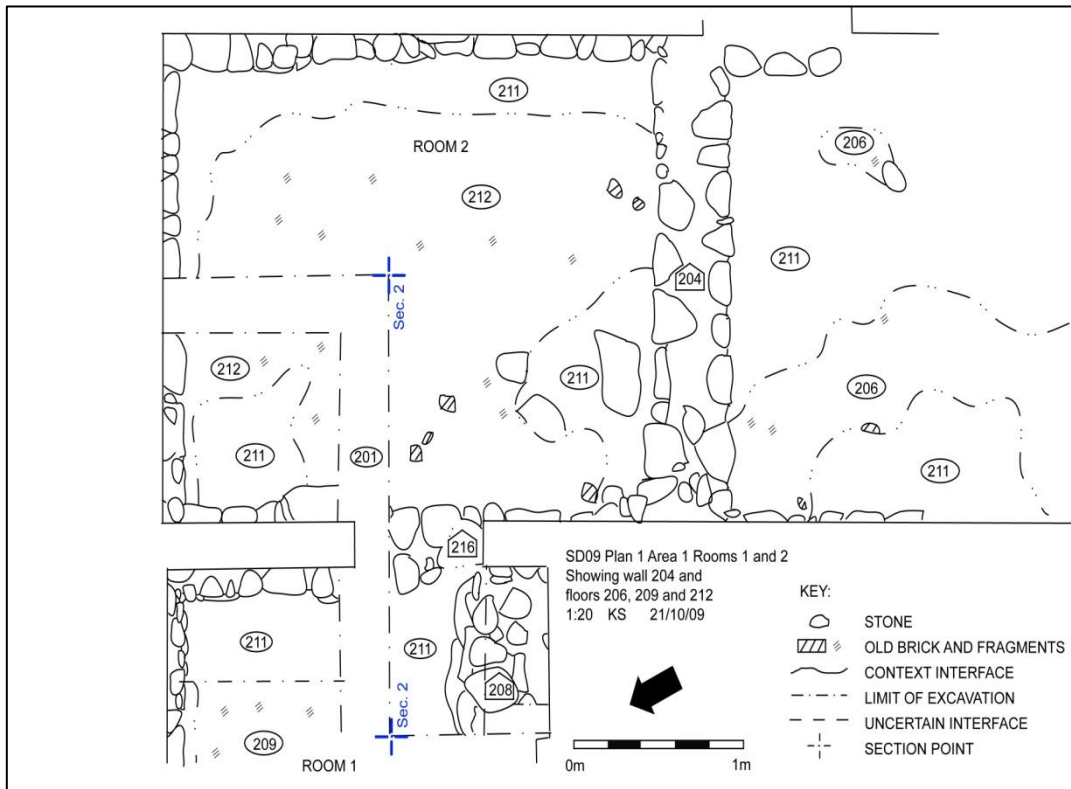 211
ROOM 2
206
212
211
204
Sec. 2
212
211
206
211
201
211
216
SD09 Plan 1 Area 1 Rooms 1 and 2
Showing wall 204 and
floors 206, 209 and 212
1:20 KS 21/10/09
KEY:
STONE
OLD BRICK AND FRAGMENTS
CONTEXT INTERFACE
LIMIT OF EXCAVATION
UNCERTAIN INTERFACE
SECTION POINT
211
211
208
Sec. 2
209
ROOM 1
0m 1m